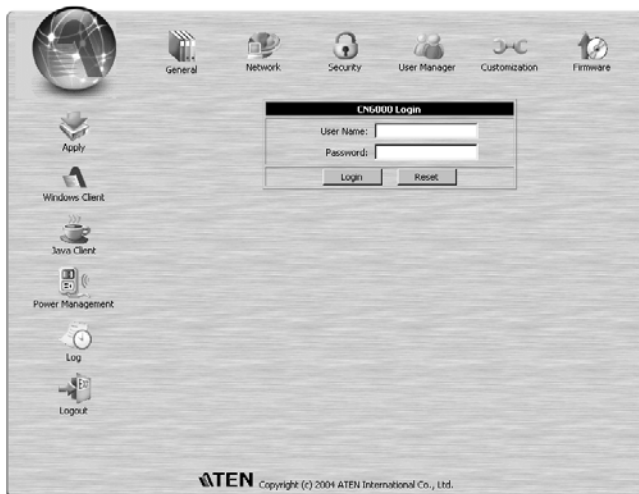 General
Network
Security
User Manager
Customization
Firmware
CN6000 Login
User Name:
Password:
Login
Reset
Apply
Windows Client
Java Client
Power Management
Log
Logout
ATEN Copyright (c) 2004 ATEN International Co., Ltd.